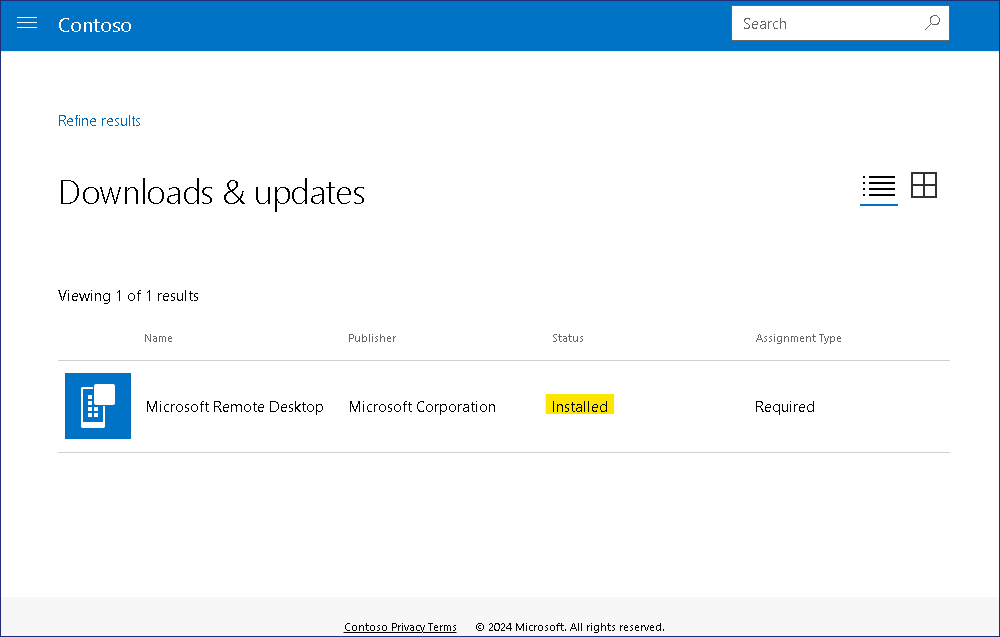 Contoso
Search
Refine results
Downloads & updates
Viewing 1 of 1 results
Name Publisher Status Assignment Type
Microsoft Remote Desktop Microsoft Corporation Installed Required
Contoso Privacy Terms © 2024 Microsoft. All rights reserved.